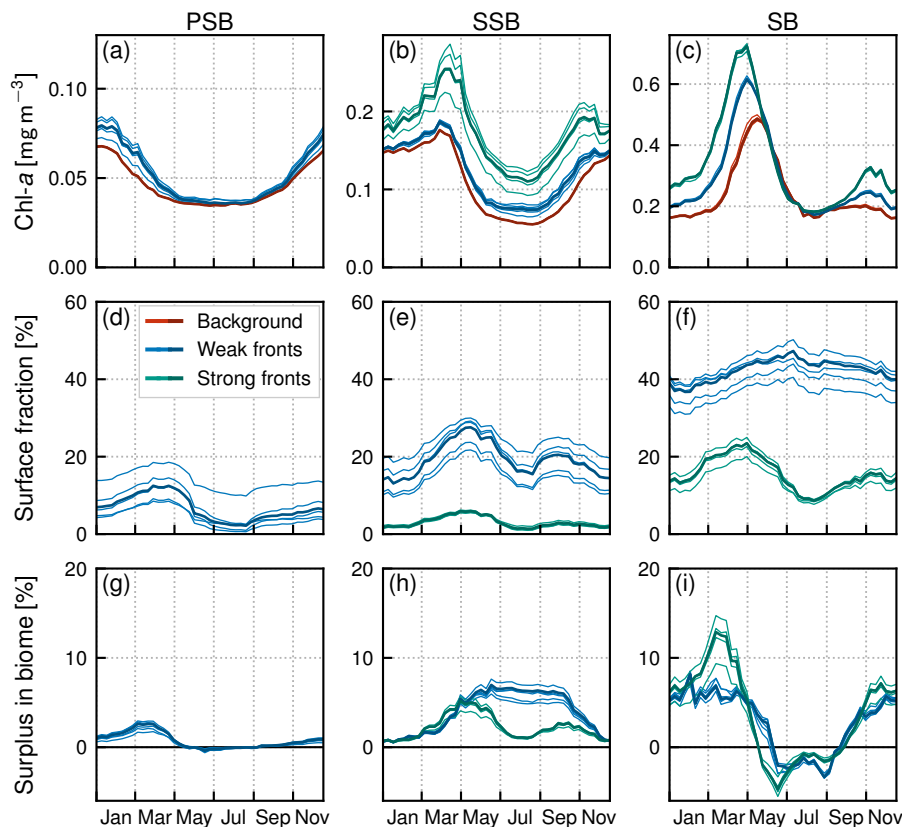 PSB SSB SB
(a) (b) (c)
Chl-a [mg m⁻³]
0.10
0.05
0.00
0.2
0.1
0.0
0.6
0.4
0.2
0.0
(d) (e) (f)
Surface fraction [%]
Background
Weak fronts
Strong fronts
60
40
20
0
60
40
20
0
60
40
20
0
(g) (h) (i)
Surplus in biome [%]
20
10
0
20
10
0
20
10
0
Jan Mar May Jul Sep Nov Jan Mar May Jul Sep Nov Jan Mar May Jul Sep Nov